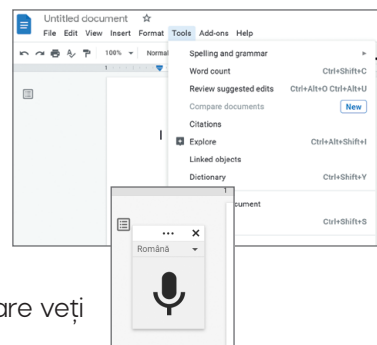 Untitled document
File Edit View Insert Format Tools Add-ons Help
100% Normal
Spelling and grammar
Word count Ctrl+Shift+C
Review suggested edits Ctrl+Alt+O Ctrl+Alt+U
Compare documents New
Citations
Explore Ctrl+Alt+Shift+I
Linked objects
Dictionary Ctrl+Shift+Y
1
cument
Ctrl+Shift+S
Română
are veți